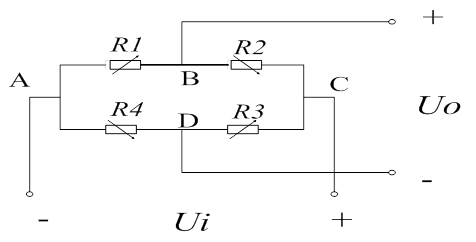 +
R1 R2
A B C
R4 D R3 Uo
-
- Ui +